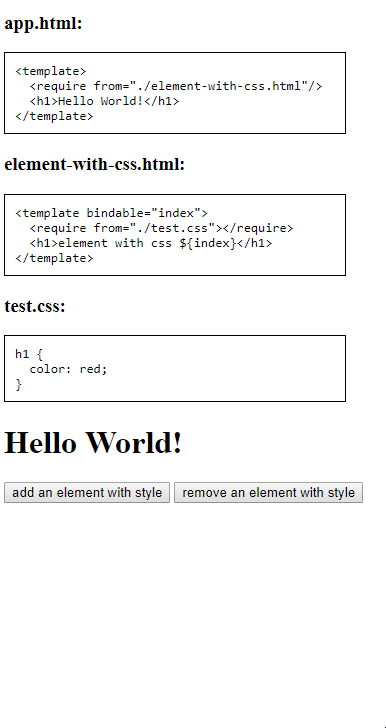 app.html:
<template>
  <require from="./element-with-css.html"/>
  <h1>Hello World!</h1>
</template>
element-with-css.html:
<template bindable="index">
  <require from="./test.css"></require>
  <h1>element with css ${index}</h1>
</template>
test.css:
h1 {
  color: red;
}
Hello World!
add an element with style remove an element with style